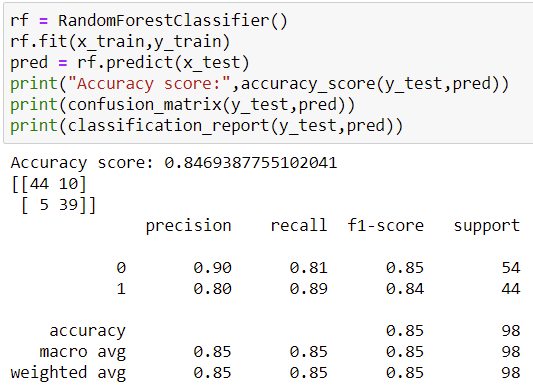 rf = RandomForestClassifier()
rf.fit(x_train,y_train)
pred = rf.predict(x_test)
print("Accuracy score:",accuracy_score(y_test,pred))
print(confusion_matrix(y_test,pred))
print(classification_report(y_test,pred))
Accuracy score: 0.8469387755102041
[[44 10]
 [ 5 39]]
              precision    recall  f1-score   support

           0       0.90      0.81      0.85        54
           1       0.80      0.89      0.84        44

    accuracy                           0.85        98
   macro avg       0.85      0.85      0.85        98
weighted avg       0.85      0.85      0.85        98